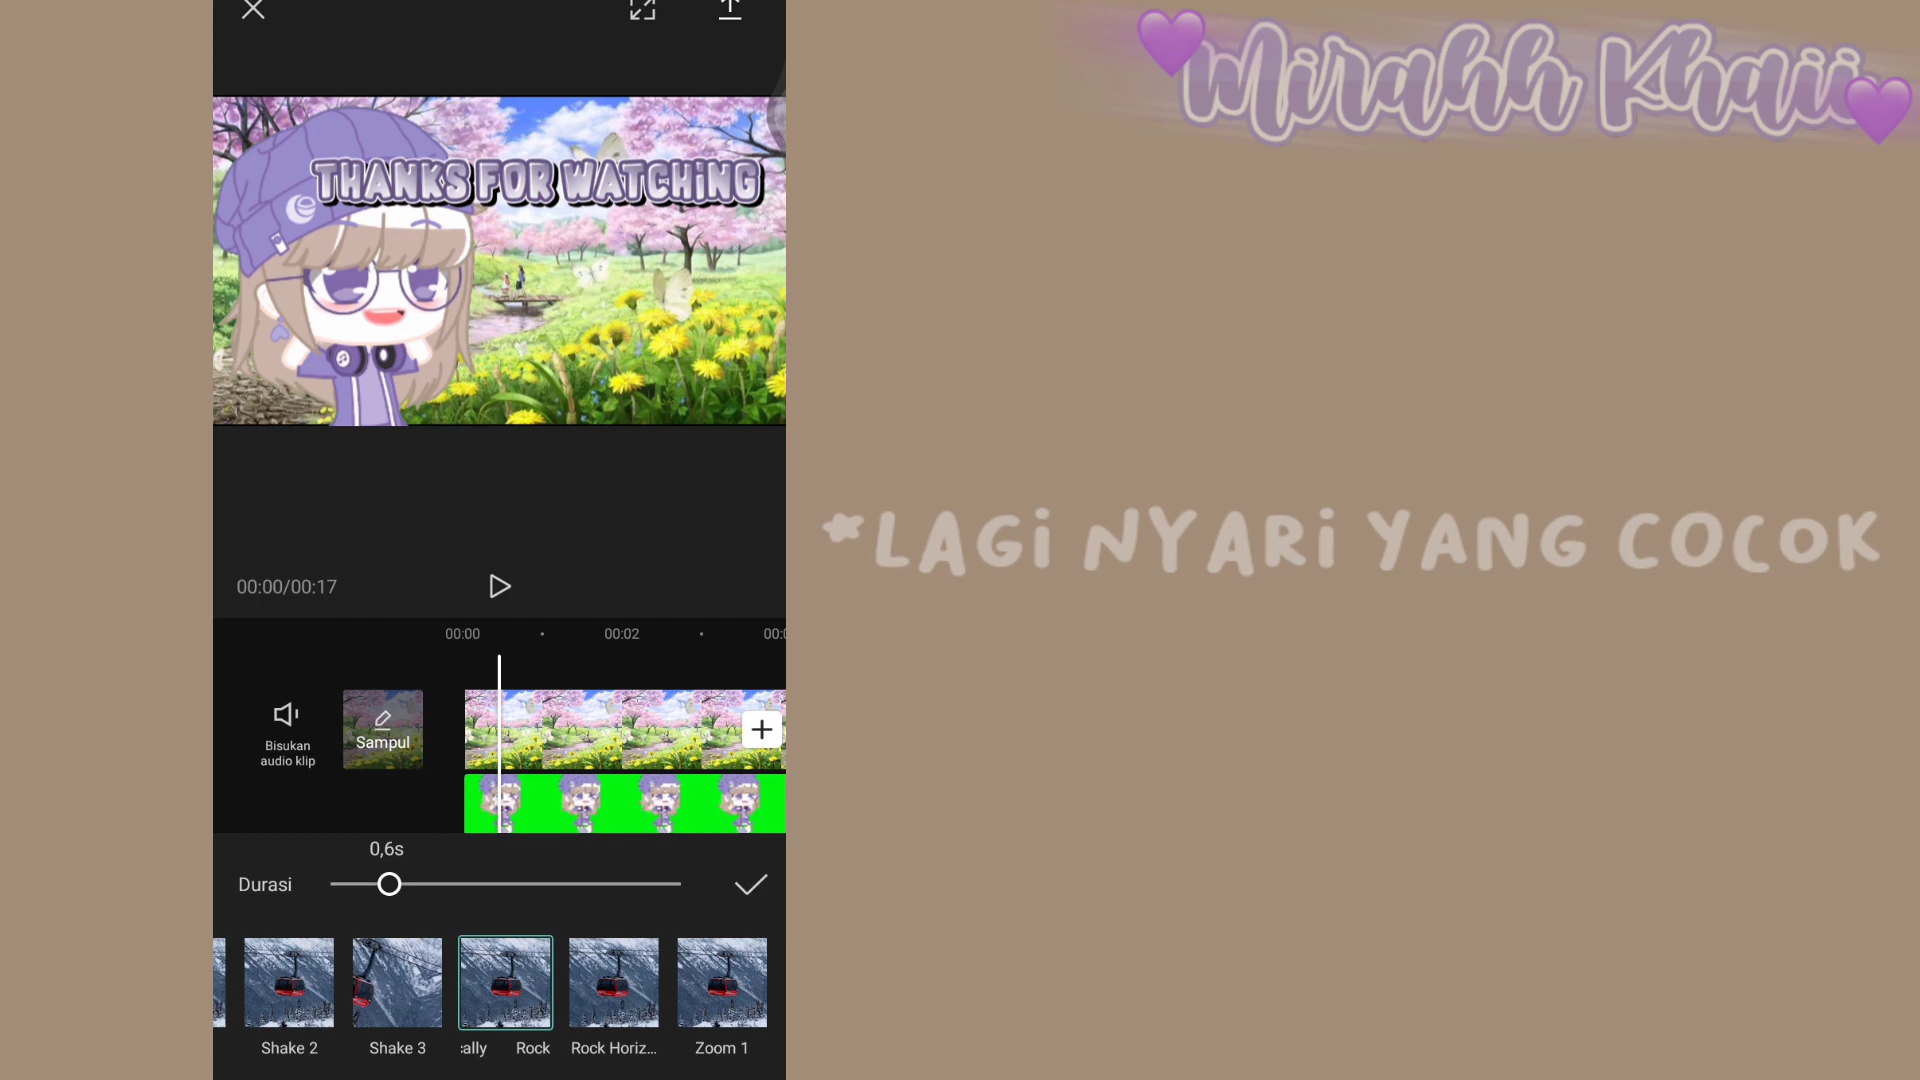 Mirahh Khaii
THANKS FOR WATCHING
*LAGI NYARI YANG COCOK
00:00/00:17
00:00
00:02
Bisukan
audio klip
Sampul
0,6s
Durasi
Shake 2
Shake 3
Rock
Rock Horiz...
Zoom 1